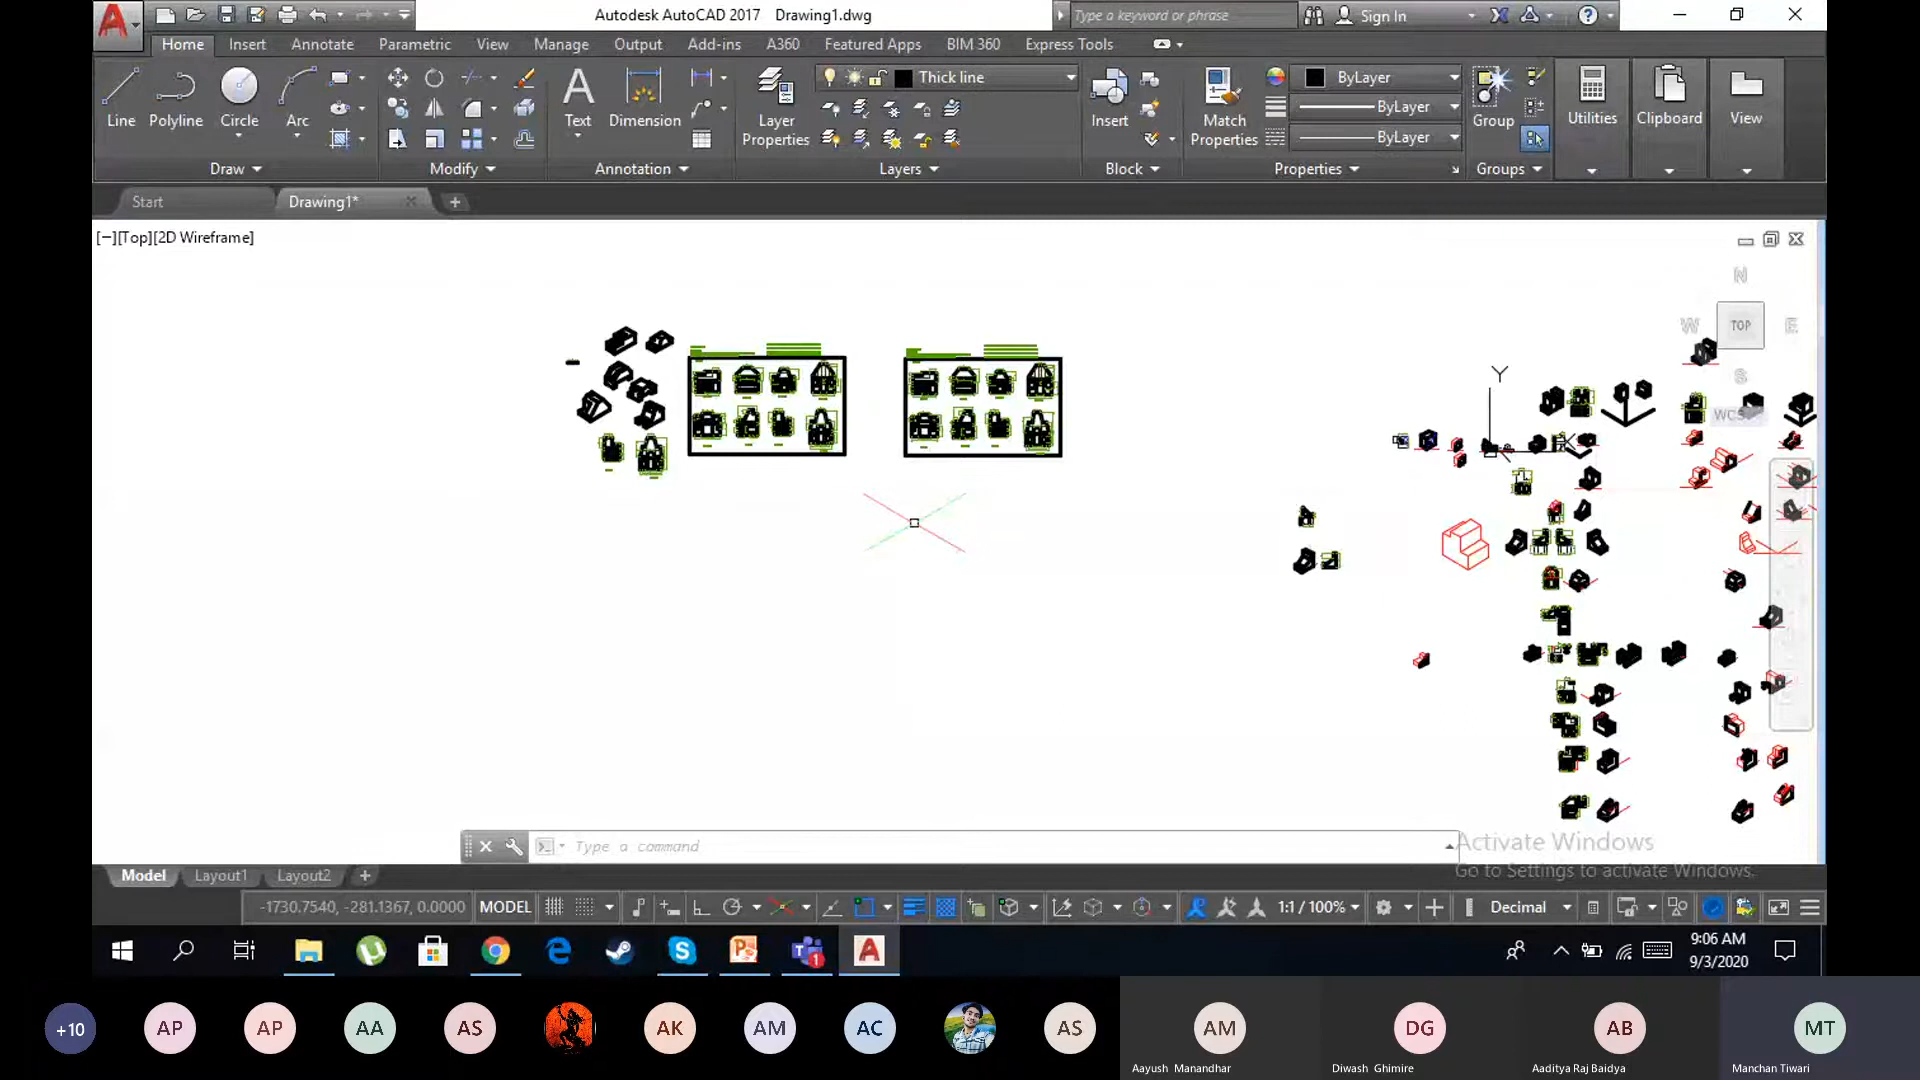 Autodesk AutoCAD 2017 Drawing1.dwg
Type a keyword or phrase
Sign In
Home Insert Annotate Parametric View Manage Output Add-ins A360 Featured Apps BIM 360 Express Tools
Line Polyline Circle Arc
Text Dimension
Layer Properties
Thick line
Insert
Match Properties
ByLayer
ByLayer
ByLayer
Group Utilities Clipboard View
Draw Modify Annotation Layers Block Properties Groups
Start Drawing1*
[−][Top][2D Wireframe]
N
W TOP E
S
WCS
Y
X
Type a command
Activate Windows
Go to Settings to activate Windows.
Model Layout1 Layout2
-1730.7540, -281.1367, 0.0000 MODEL 1:1 / 100% Decimal
9:06 AM
9/3/2020
1
+10 AP AP AA AS AK AM AC AS AM DG AB MT
Aayush Manandhar Diwash Ghimire Aaditya Raj Baidya Manchan Tiwari